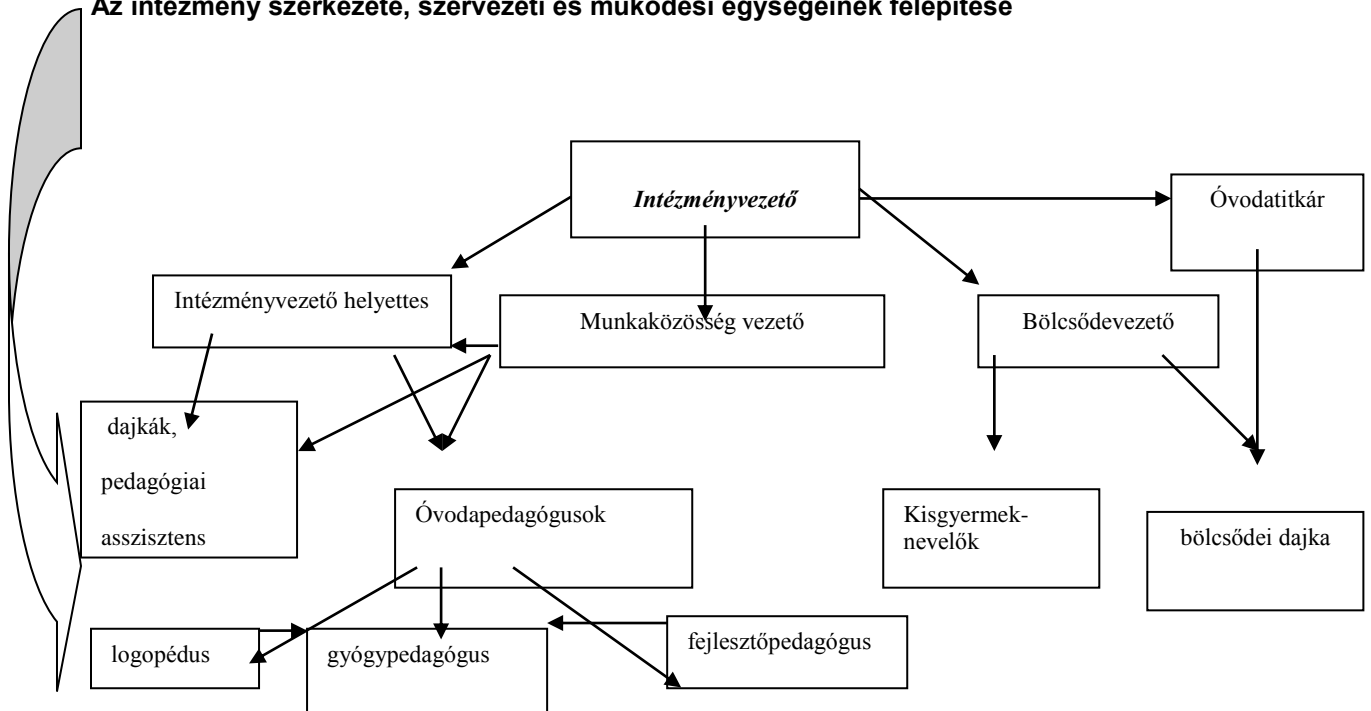 Az intézmény szerkezete, szervezeti és működési egységeinek felépítése
Intézményvezető
Óvodatitkár
Intézményvezető helyettes
Munkaközösség vezető
Bölcsődevezető
dajkák,
pedagógiai
asszisztens
Óvodapedagógusok
Kisgyermek-
nevelők
bölcsődei dajka
logopédus
gyógypedagógus
fejlesztőpedagógus